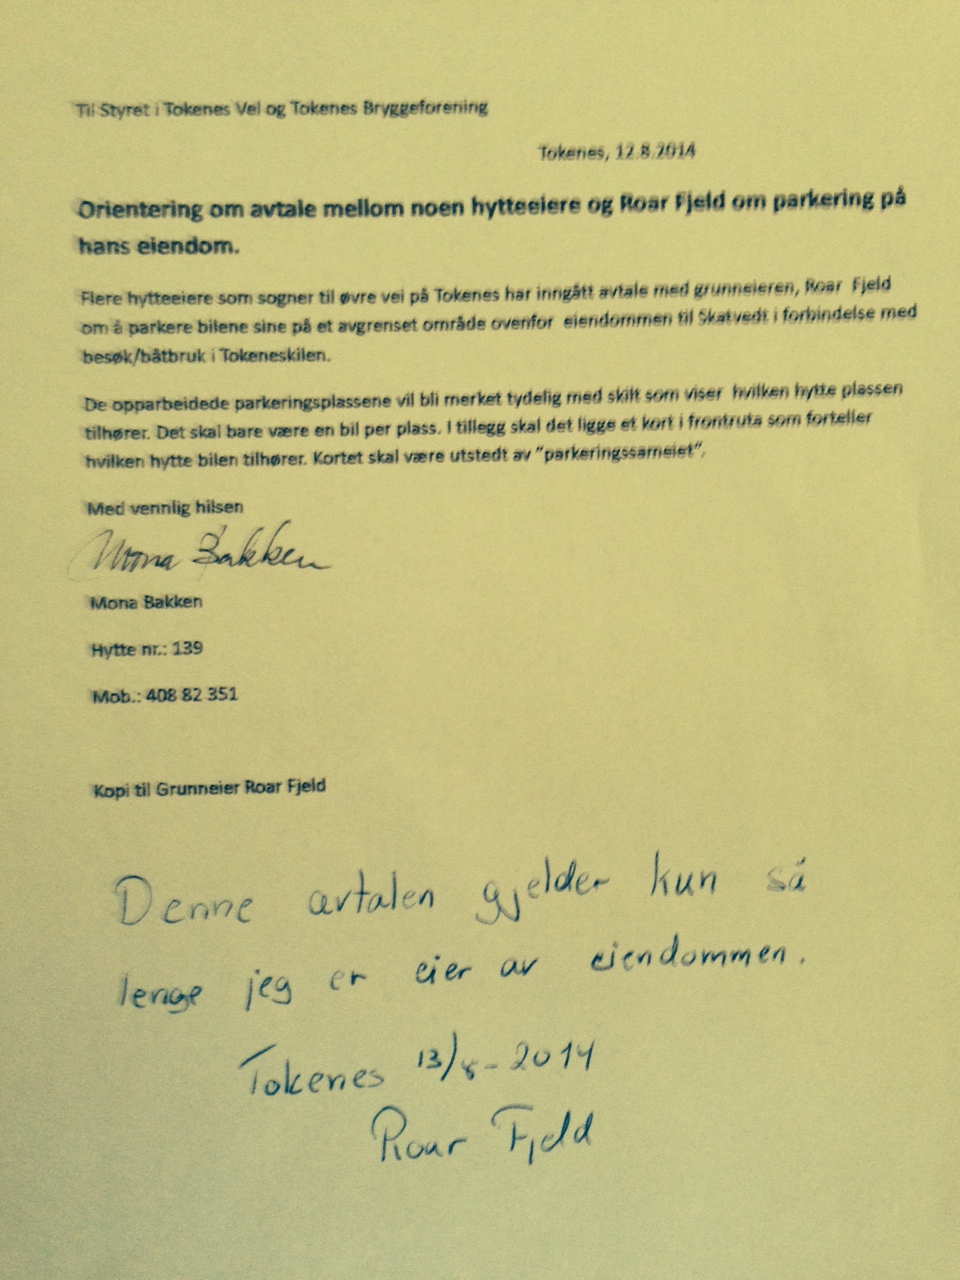 Til Styret i Tokenes Vel og Tokenes Bryggeforening
Tokenes, 12.8.2014
Orientering om avtale mellom noen hytteeiere og Roar Fjeld om parkering på
hans eiendom.
Flere hytteeiere som sogner til øvre vei på Tokenes har inngått avtale med grunneieren, Roar Fjeld
om å parkere bilene sine på et avgrenset område ovenfor eiendommen til Skatvedt i forbindelse med
besøk/båtbruk i Tokeneskilen.
De opparbeidede parkeringsplassene vil bli merket tydelig med skilt som viser hvilken hytte plassen
tilhører. Det skal bare være en bil per plass. I tillegg skal det ligge et kort i frontruta som forteller
hvilken hytte bilen tilhører. Kortet skal være utstedt av "parkeringssameiet".
Med vennlig hilsen
Mona Bakken
Mona Bakken
Hytte nr.: 139
Mob.: 408 82 351
Kopi til Grunneier Roar Fjeld
Denne avtalen gjelder kun så
lenge jeg er eier av eiendommen.
Tokenes 13/8-2014
Roar Fjeld